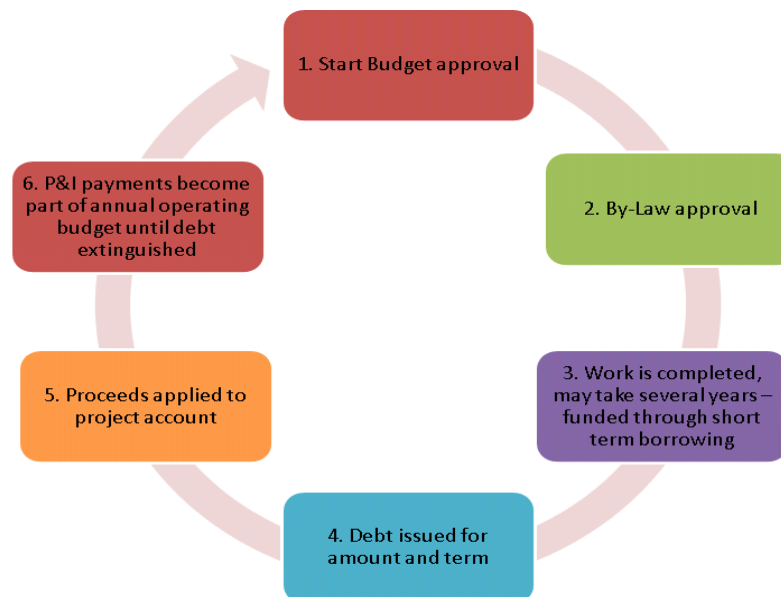 1. Start Budget approval
2. By-Law approval
3. Work is completed,
may take several years –
funded through short
term borrowing
4. Debt issued for
amount and term
5. Proceeds applied to
project account
6. P&I payments become
part of annual operating
budget until debt
extinguished